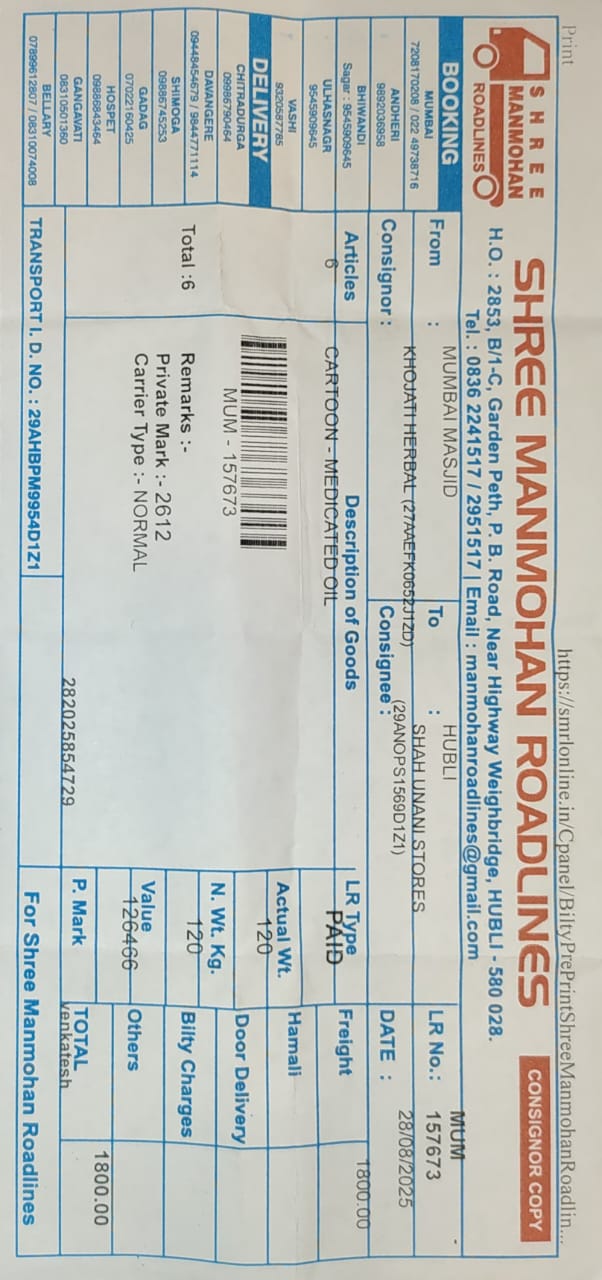 Print
https://smrlonline.in/Cpanel/BiltyPrePrintShreeManmohanRoadlin...
SHREE
MANMOHAN
ROADLINES
SHREE MANMOHAN ROADLINES
CONSIGNOR COPY
H.O. : 2853, B/1-C, Garden Peth, P. B. Road, Near Highway Weighbridge, HUBLI - 580 028.
Tel. : 0836 2241517 / 2951517 | Email : manmohanroadlines@gmail.com
BOOKING
MUMBAI
7208170208 / 022 49738716
ANDHERI
9892036958
BHIWANDI
Sagar : 9545909645
ULHASNAGR
9545909645
VASHI
9320587785
DELIVERY
CHITRADURGA
09986790464
DAVANGERE
09448454679 / 9844771114
SHIMOGA
09886745253
GADAG
07022160425
HOSPET
09886843464
GANGAVATI
08310501360
BELLARY
07899612807 / 08310074008
From : MUMBAI MASJID
To : HUBLI
LR No.: MUM 157673
Consignor : KHOJATI HERBAL (27AAEFK0652J1ZD)
Consignee : SHAH UNANI STORES
(29ANOPS1569D1Z1)
DATE : 28/08/2025
Articles
Description of Goods
LR Type
PAID
Freight
1800.00
6
CARTOON - MEDICATED OIL
Actual Wt.
120
Hamali
MUM - 157673
N. Wt. Kg.
120
Door Delivery
Total :6
Remarks :-
Private Mark :- 2612
Carrier Type :- NORMAL
Bilty Charges
Value
126466
Others
P. Mark
TOTAL
1800.00
282025854729
venkatesh
TRANSPORT I. D. NO. : 29AHBPM9954D1Z1
For Shree Manmohan Roadlines